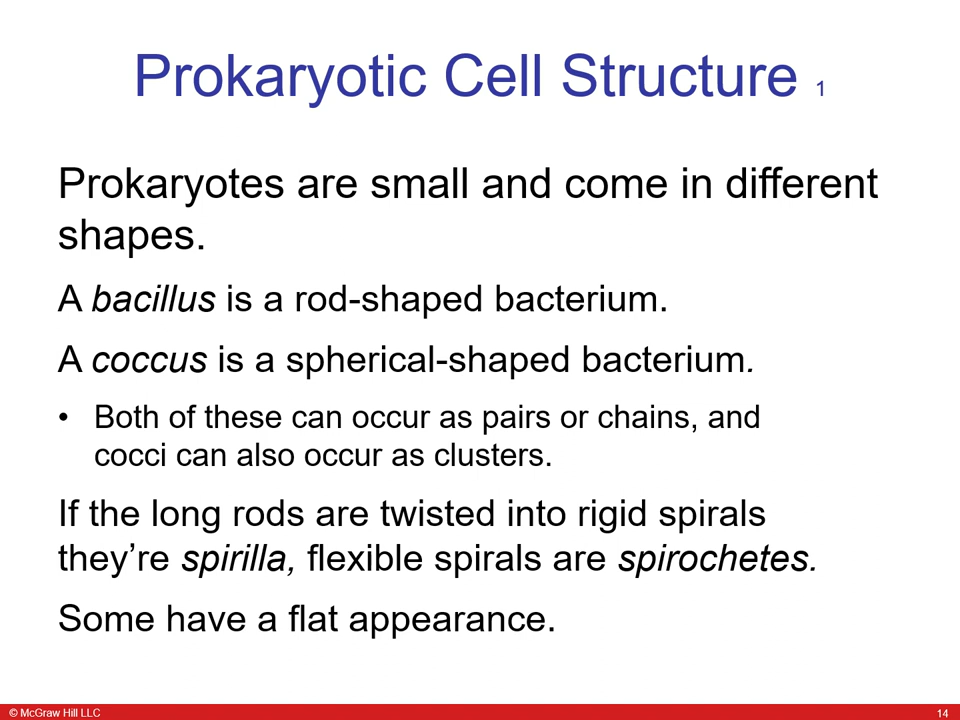 Prokaryotic Cell Structure 1
Prokaryotes are small and come in different
shapes.
A bacillus is a rod-shaped bacterium.
A coccus is a spherical-shaped bacterium.
• Both of these can occur as pairs or chains, and
cocci can also occur as clusters.
If the long rods are twisted into rigid spirals
they’re spirilla, flexible spirals are spirochetes.
Some have a flat appearance.
© McGraw Hill LLC
14